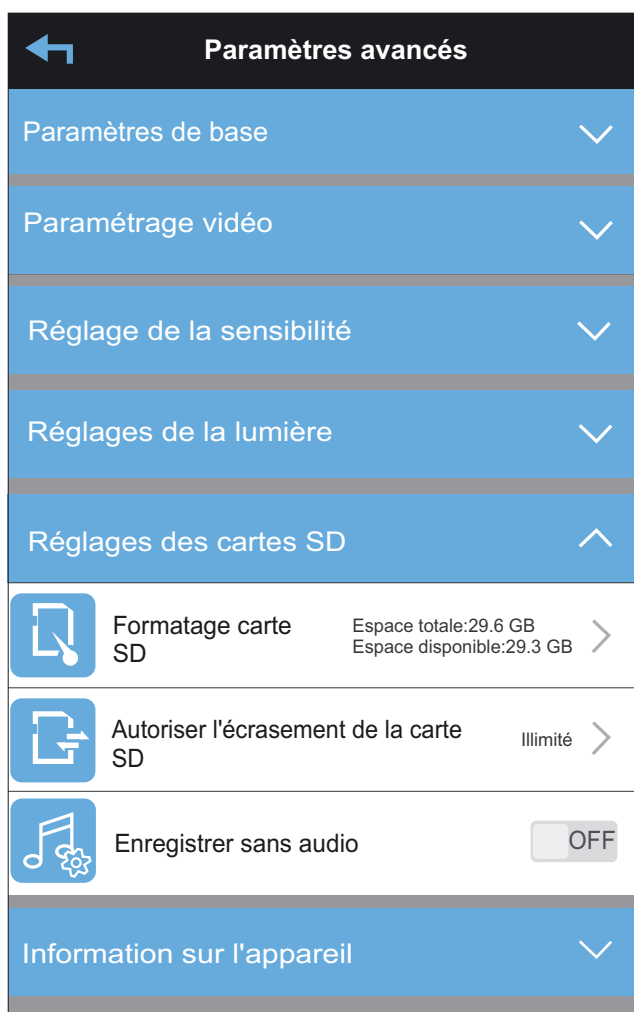 Paramètres avancés
Paramètres de base
Paramétrage vidéo
Réglage de la sensibilité
Réglages de la lumière
Réglages des cartes SD
Formatage carte
SD
Espace totale:29.6 GB
Espace disponible:29.3 GB
Autoriser l'écrasement de la carte
SD
Illimité
Enregistrer sans audio
OFF
Information sur l'appareil